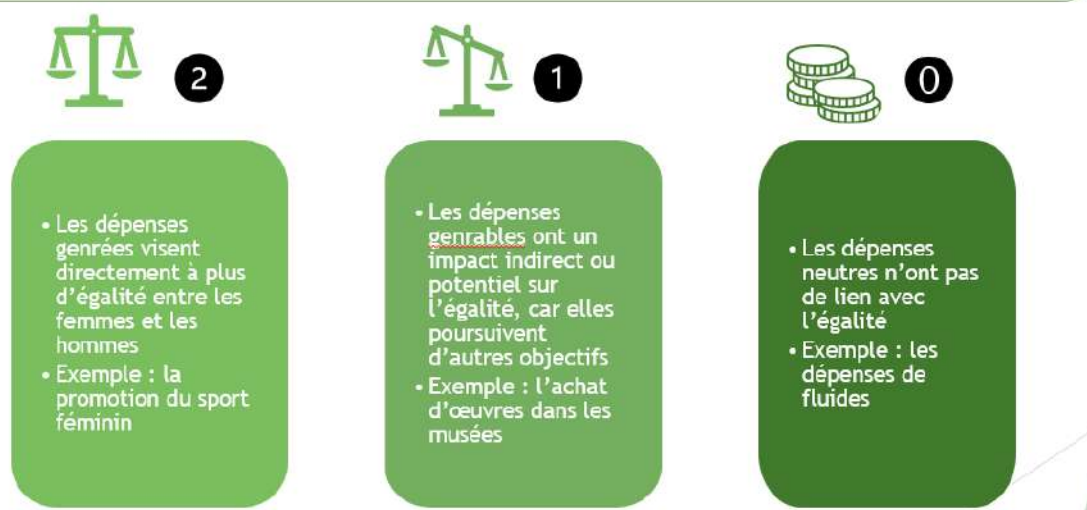 2
• Les dépenses
genrées visent
directement à plus
d'égalité entre les
femmes et les
hommes
• Exemple : la
promotion du sport
féminin
1
• Les dépenses
genrables ont un
impact indirect ou
potentiel sur
l'égalité, car elles
poursuivent
d'autres objectifs
• Exemple : l'achat
d'œuvres dans les
musées
0
• Les dépenses
neutres n'ont pas
de lien avec
l'égalité
• Exemple : les
dépenses de
fluides